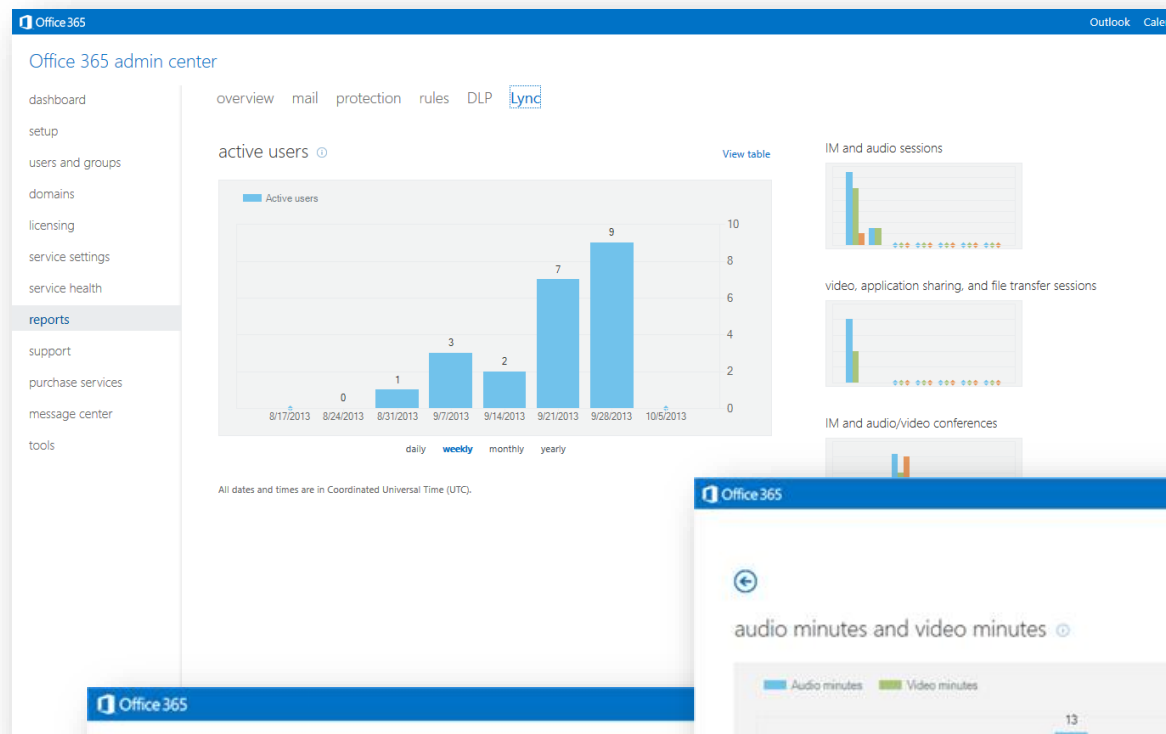 Office 365
Outlook Cale
Office 365 admin center
dashboard
setup
users and groups
domains
licensing
service settings
service health
reports
support
purchase services
message center
tools
overview mail protection rules DLP Lync
active users
View table
Active users
10
8
6
4
2
0
0
1
3
2
7
9
8/17/2013 8/24/2013 8/31/2013 9/7/2013 9/14/2013 9/21/2013 9/28/2013 10/5/2013
daily weekly monthly yearly
All dates and times are in Coordinated Universal Time (UTC).
IM and audio sessions
video, application sharing, and file transfer sessions
IM and audio/video conferences
Office 365
audio minutes and video minutes
Audio minutes Video minutes
13
Office 365